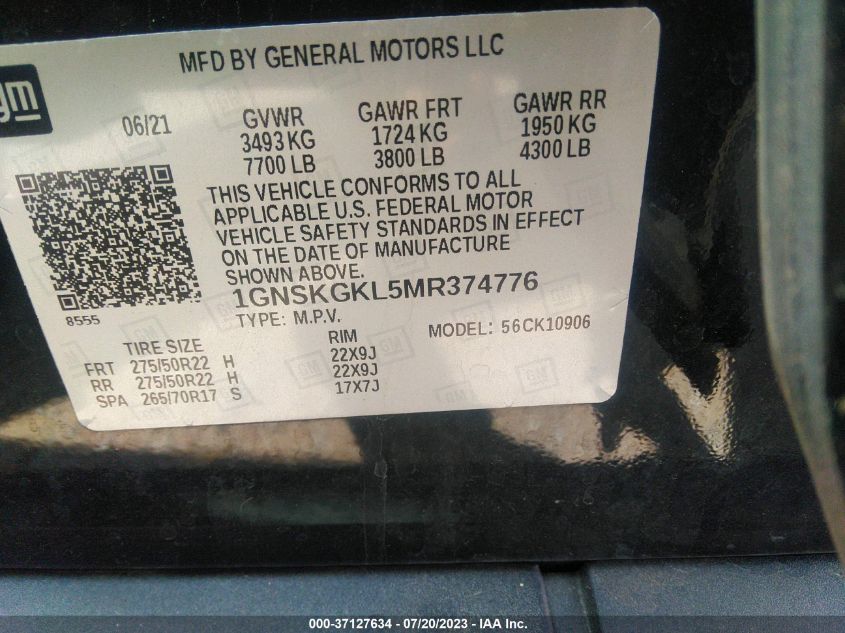 MFD BY GENERAL MOTORS LLC
gm
06/21
GVWR
3493 KG
7700 LB
GAWR FRT
1724 KG
3800 LB
GAWR RR
1950 KG
4300 LB
THIS VEHICLE CONFORMS TO ALL
APPLICABLE U.S. FEDERAL MOTOR
VEHICLE SAFETY STANDARDS IN EFFECT
ON THE DATE OF MANUFACTURE
SHOWN ABOVE.
8555
1GNSKGKL5MR374776
TYPE: M.P.V.
MODEL: 56CK10906
TIRE SIZE
RIM
FRT 275/50R22 H 22X9J
RR 275/50R22 H 22X9J
SPA 265/70R17 S 17X7J
000-37127634 / 07/20/2023 - IAA Inc.